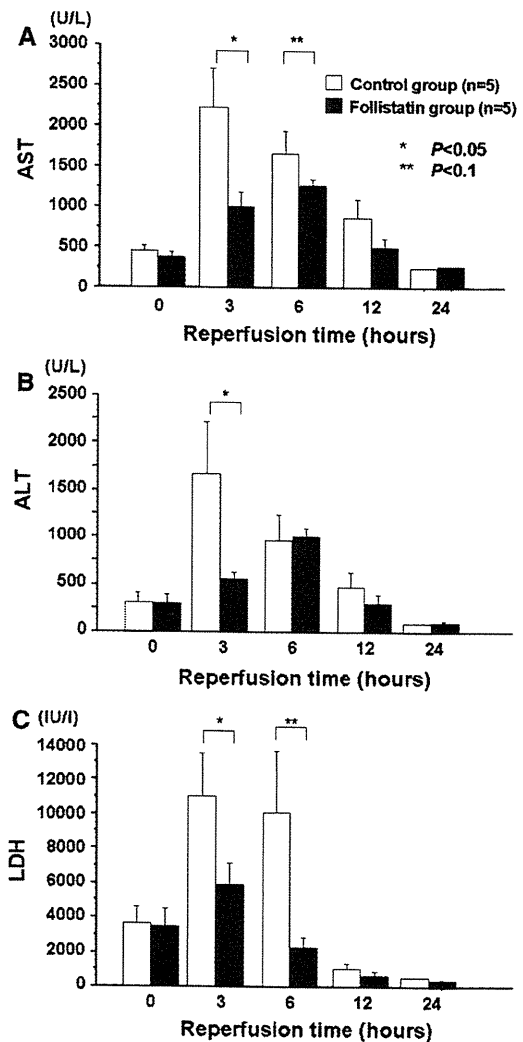 A (U/L)
3000
2500
2000
1500
1000
500
0
AST
* **
Control group (n=5)
Follistatin group (n=5)
* P<0.05
** P<0.1
0 3 6 12 24
Reperfusion time (hours)
B (U/L)
2500
2000
1500
1000
500
0
ALT
*
0 3 6 12 24
Reperfusion time (hours)
C (IU/l)
14000
12000
10000
8000
6000
4000
2000
0
LDH
* **
0 3 6 12 24
Reperfusion time (hours)